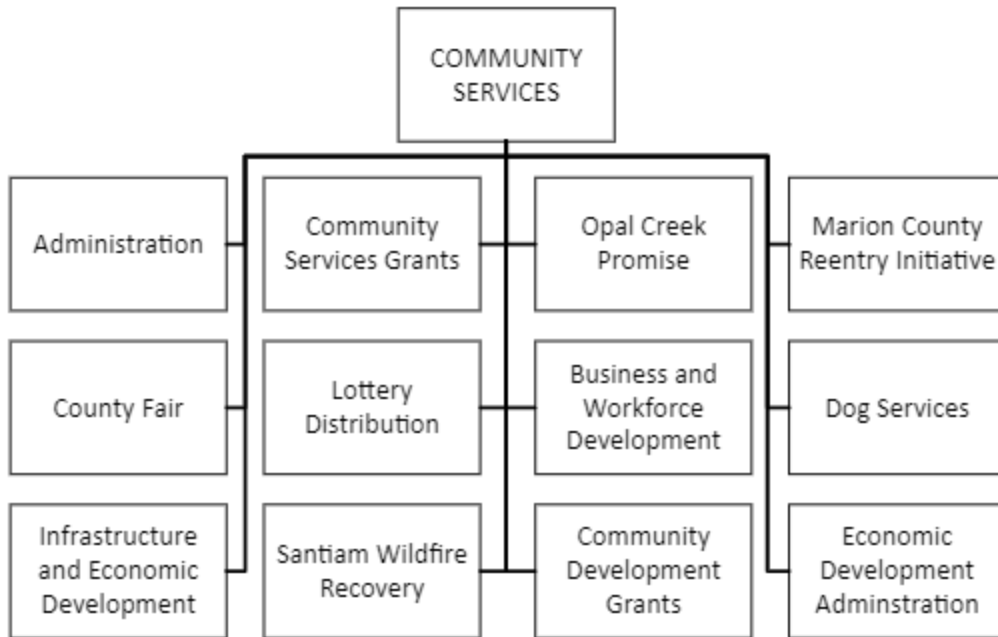 COMMUNITY
SERVICES
Administration
Community
Services Grants
Opal Creek
Promise
Marion County
Reentry Initiative
County Fair
Lottery
Distribution
Business and
Workforce
Development
Dog Services
Infrastructure
and Economic
Development
Santiam Wildfire
Recovery
Community
Development
Grants
Economic
Development
Adminstration